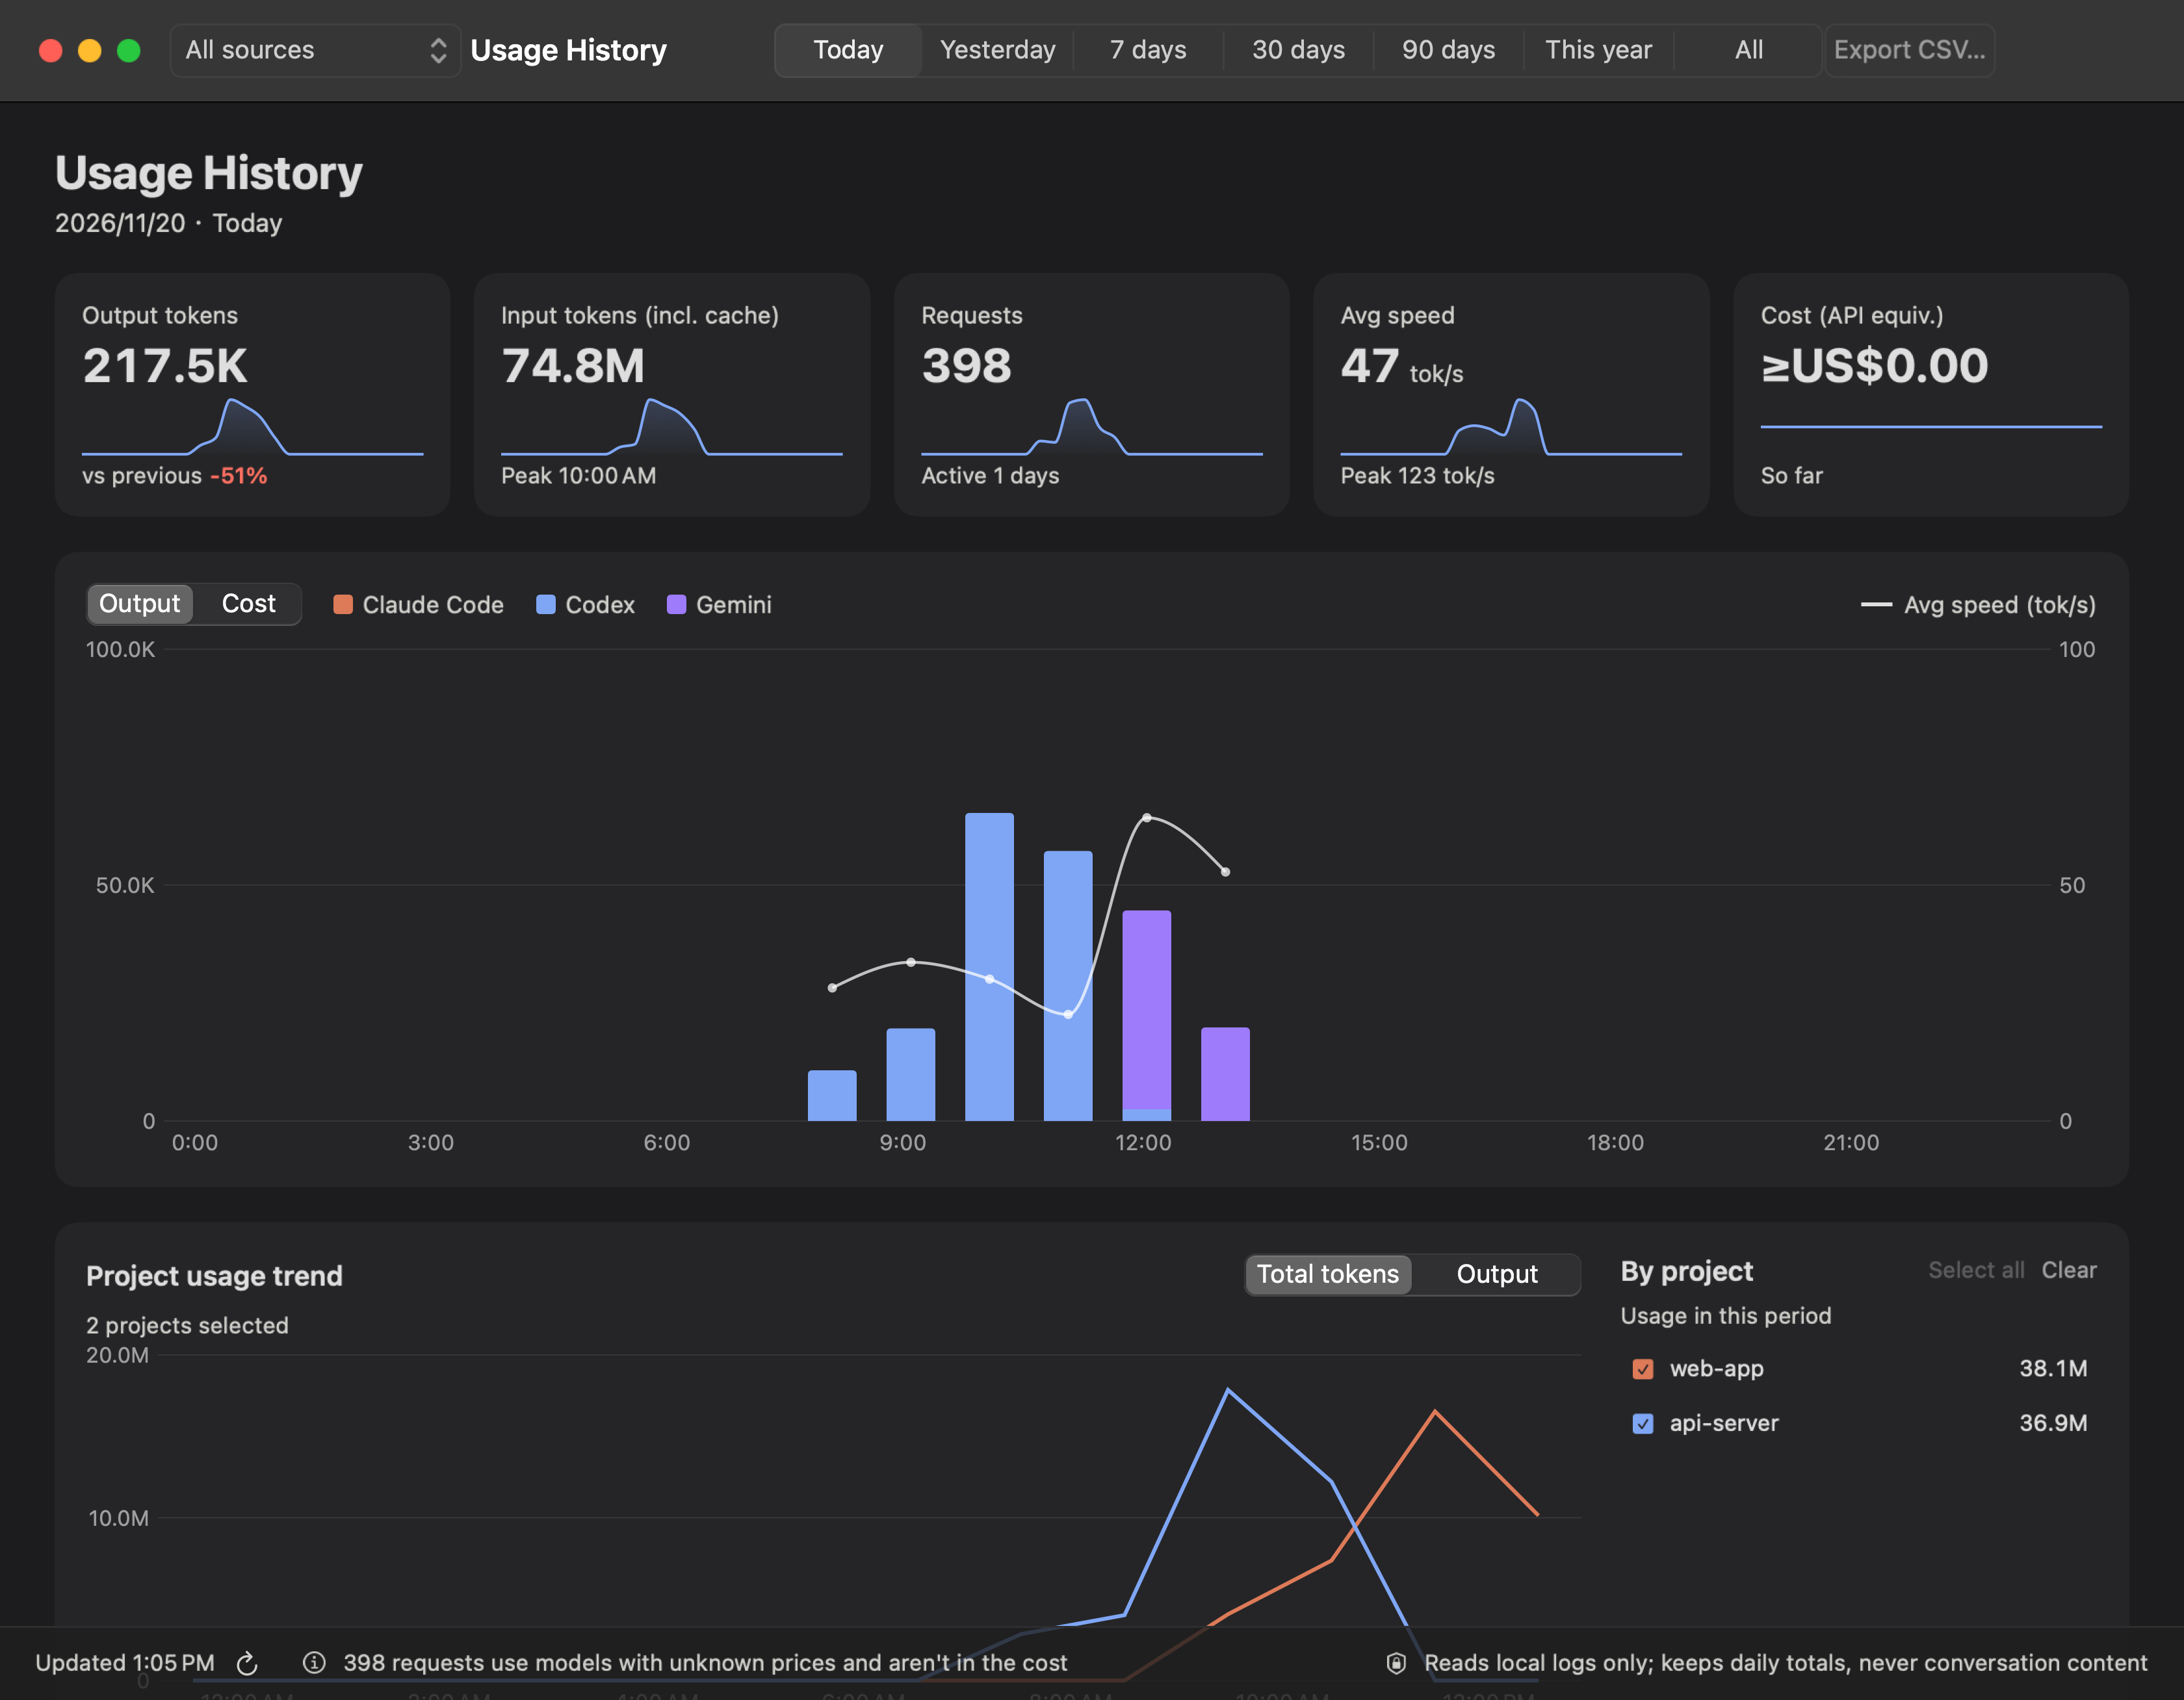 All sources
Usage History
Today
Yesterday
7 days
30 days
90 days
This year
All
Export CSV...
Usage History
2026/11/20 · Today
Output tokens
217.5K
vs previous -51%
Input tokens (incl. cache)
74.8M
Peak 10:00 AM
Requests
398
Active 1 days
Avg speed
47 tok/s
Peak 123 tok/s
Cost (API equiv.)
≥US$0.00
So far
Output
Cost
Claude Code
Codex
Gemini
Avg speed (tok/s)
100.0K
50.0K
0
100
50
0
0:00
3:00
6:00
9:00
12:00
15:00
18:00
21:00
Project usage trend
Total tokens
Output
2 projects selected
20.0M
10.0M
0
By project
Select all
Clear
Usage in this period
web-app
38.1M
api-server
36.9M
Updated 1:05 PM
398 requests use models with unknown prices and aren't in the cost
Reads local logs only; keeps daily totals, never conversation content